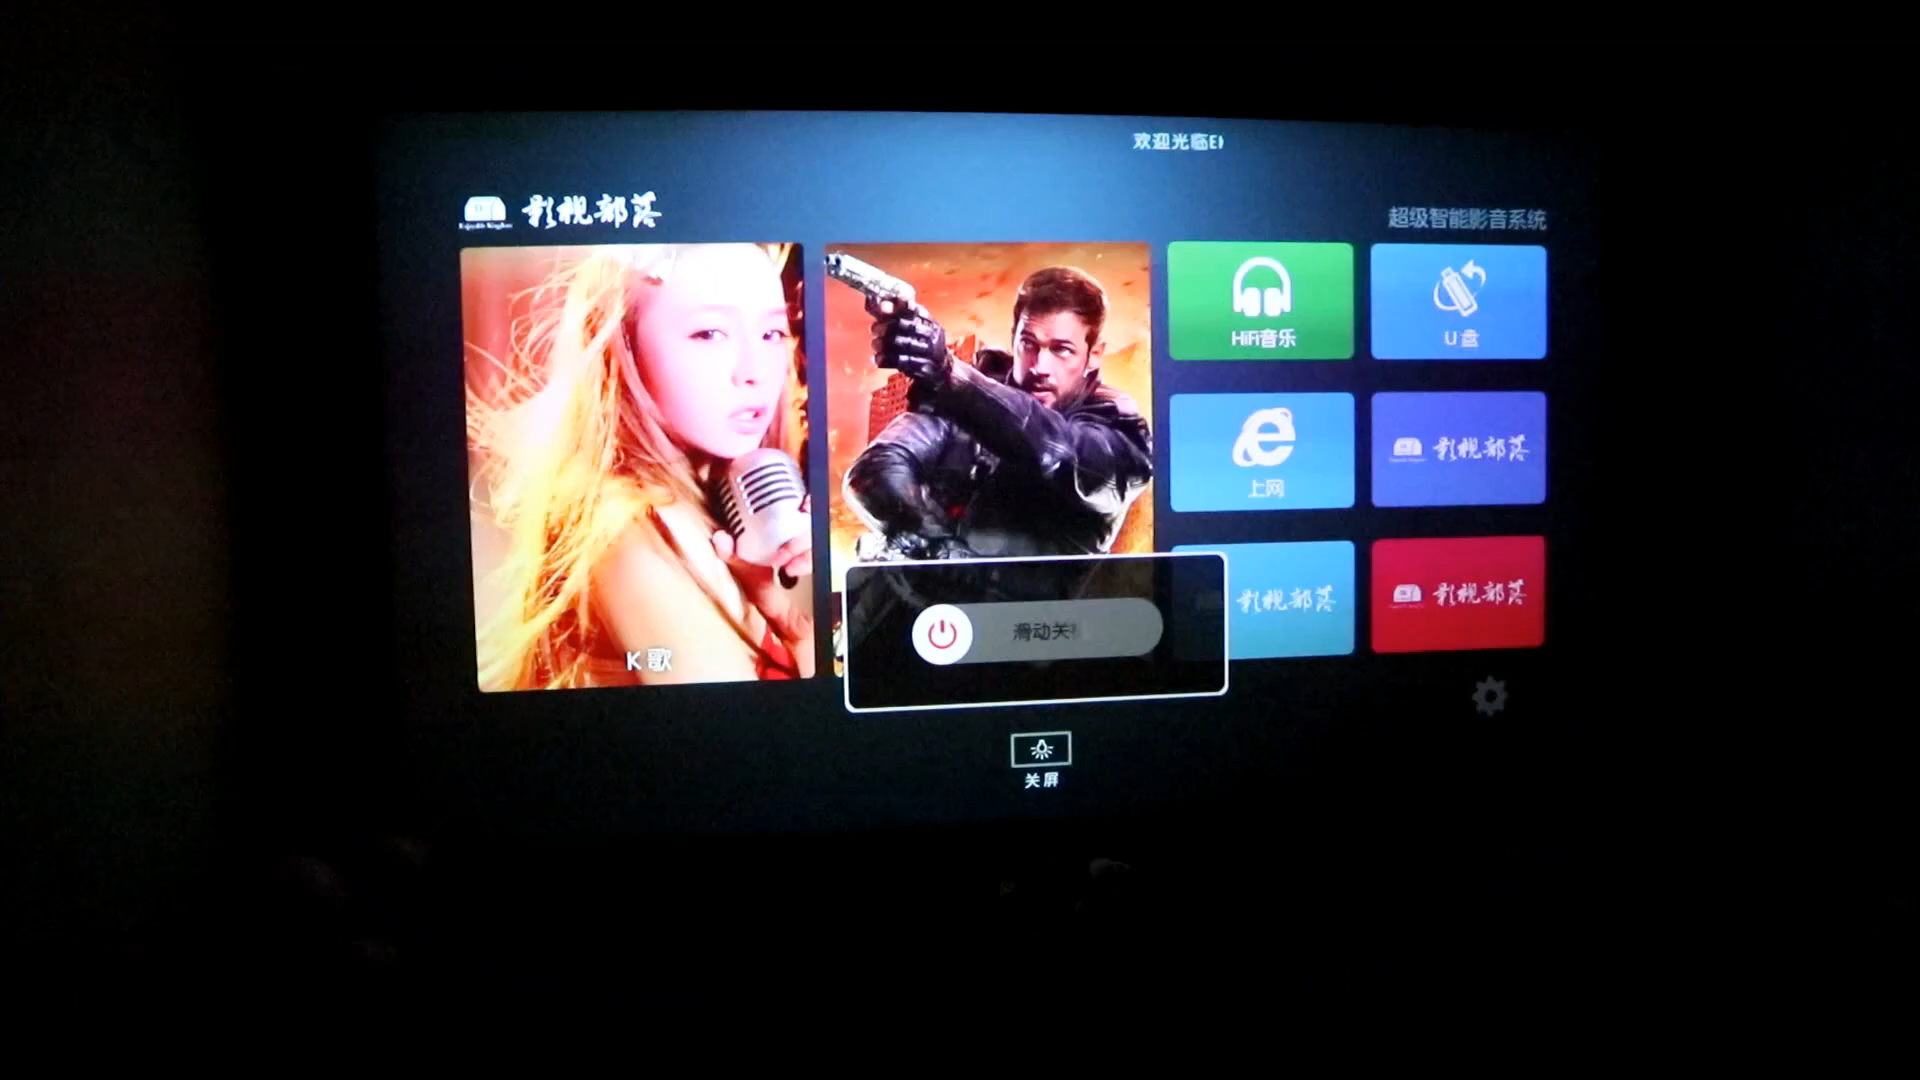 欢迎光临
影视部落
超级智能影音系统
HiFi音乐
U盘
上网
影视部落
影视部落
影视部落
K歌
滑动关
关屏